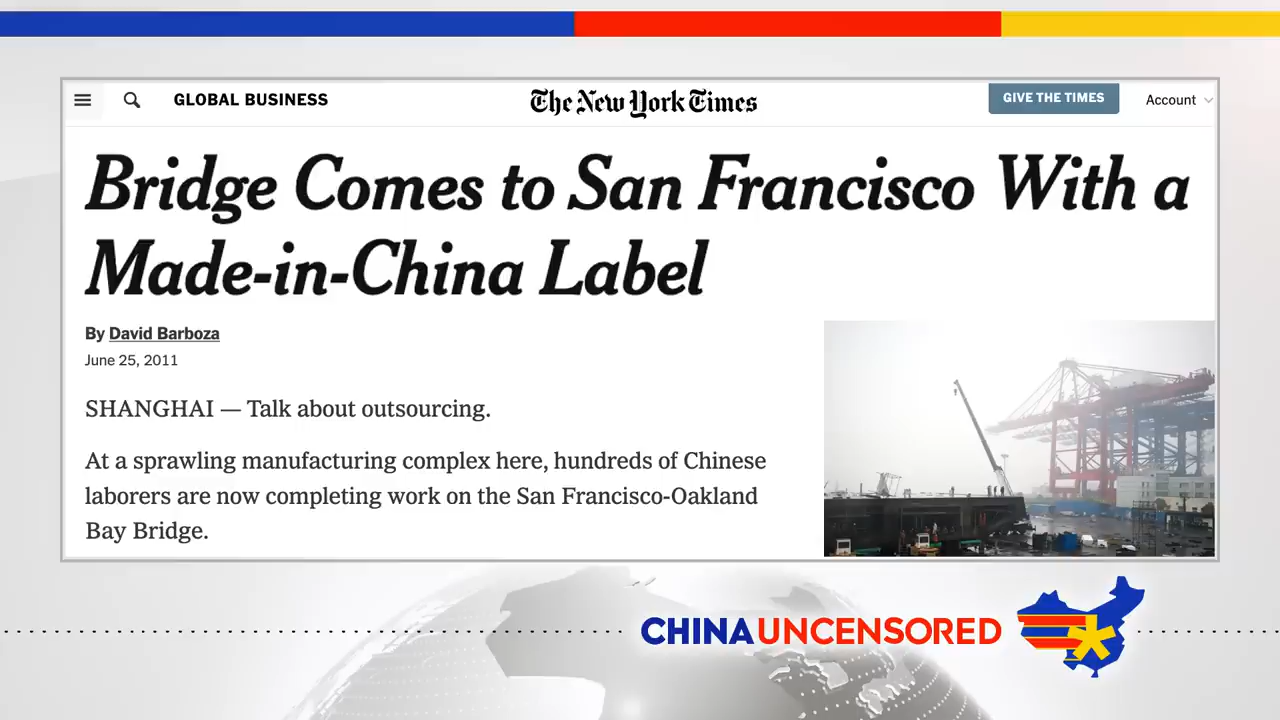 GLOBAL BUSINESS
The New York Times
GIVE THE TIMES
Account
Bridge Comes to San Francisco With a
Made-in-China Label
By David Barboza
June 25, 2011
SHANGHAI — Talk about outsourcing.
At a sprawling manufacturing complex here, hundreds of Chinese
laborers are now completing work on the San Francisco-Oakland
Bay Bridge.
CHINA UNCENSORED